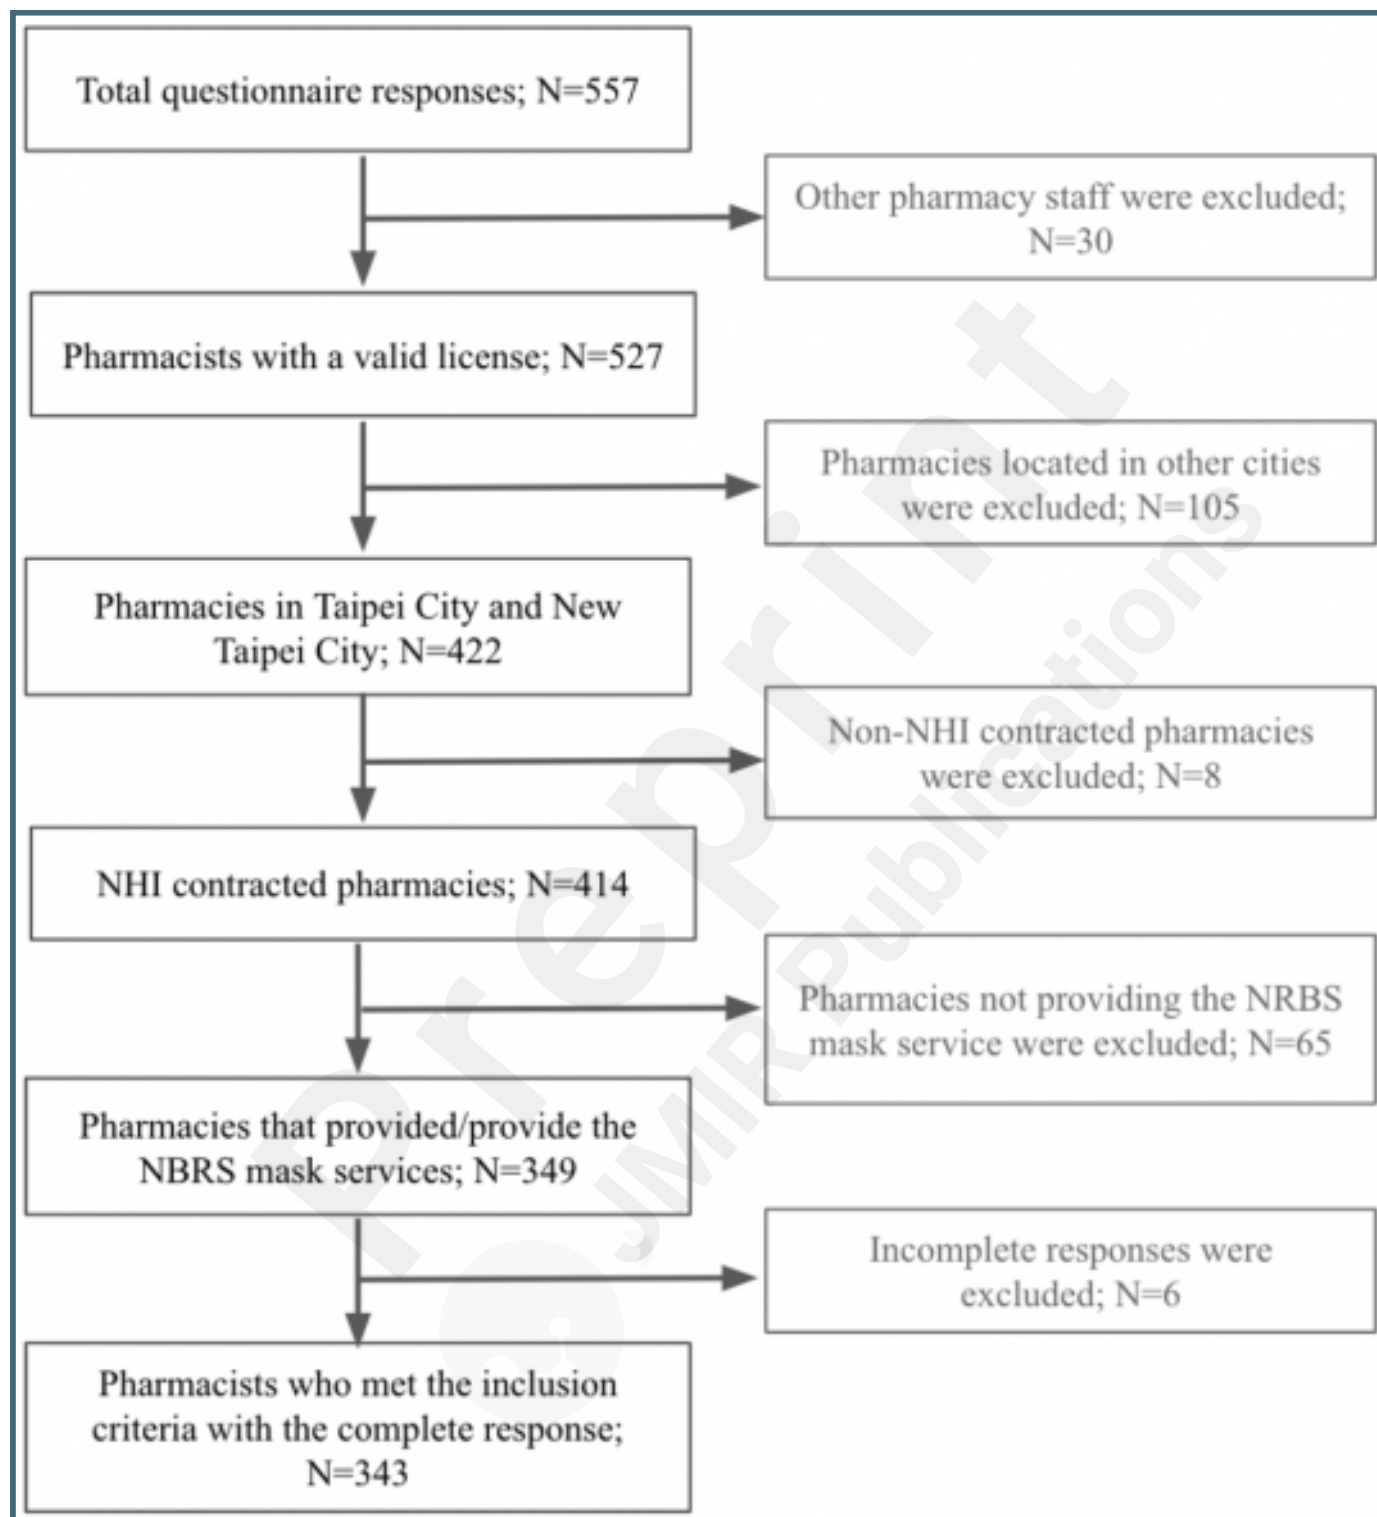 Total questionnaire responses; N=557
Other pharmacy staff were excluded;
N=30
Pharmacists with a valid license; N=527
Pharmacies located in other cities
were excluded; N=105
Pharmacies in Taipei City and New
Taipei City; N=422
Non-NHI contracted pharmacies
were excluded; N=8
NHI contracted pharmacies; N=414
Pharmacies not providing the NRBS
mask service were excluded; N=65
Pharmacies that provided/provide the
NBRS mask services; N=349
Incomplete responses were
excluded; N=6
Pharmacists who met the inclusion
criteria with the complete response;
N=343
Preprint
JMIR Publications